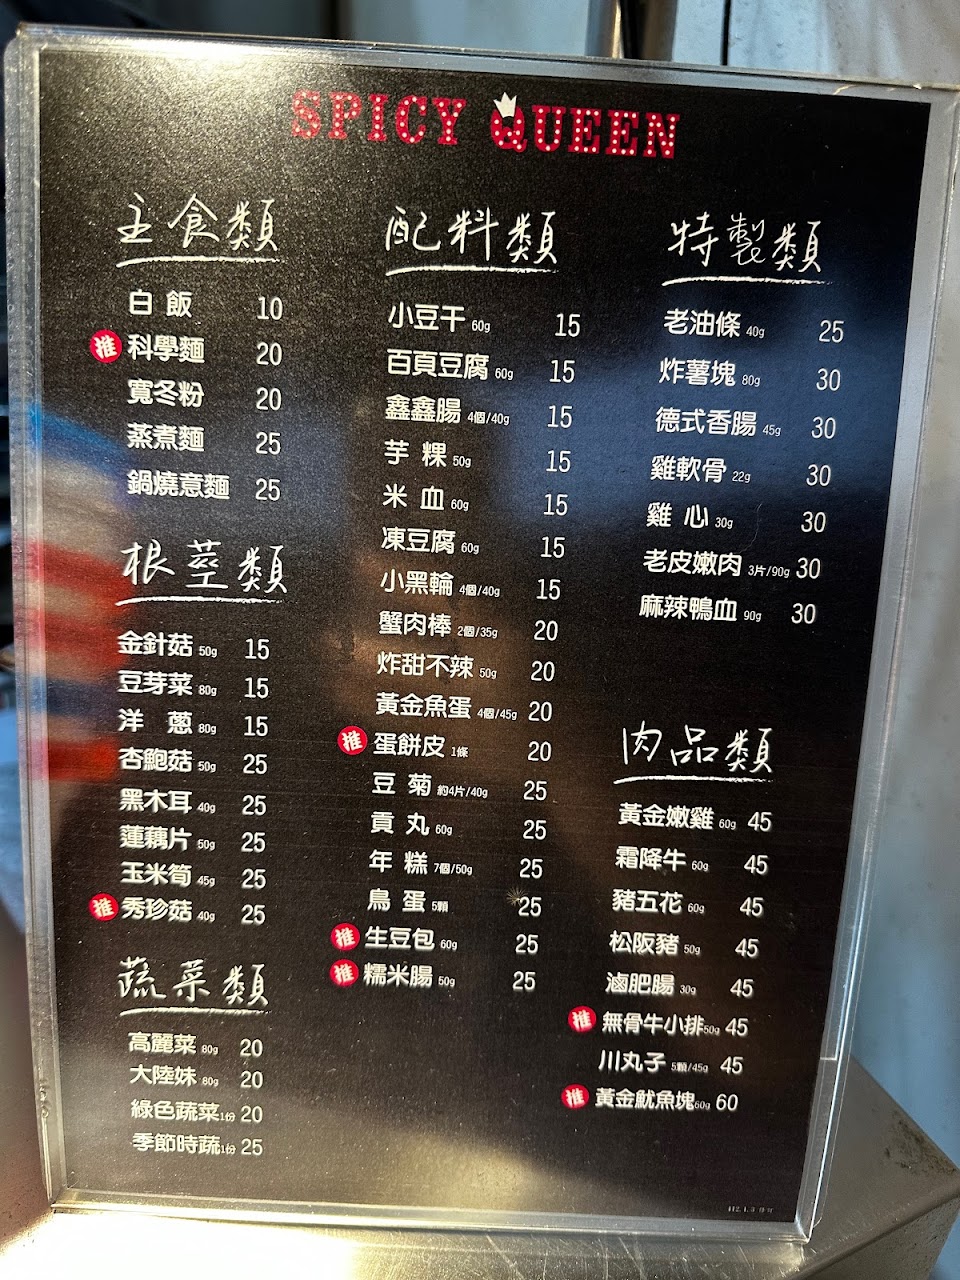 SPICY QUEEN
主食類
白飯 10
推 科學麵 20
寬冬粉 20
蒸煮麵 25
鍋燒意麵 25
根莖類
金針菇 50g 15
豆芽菜 80g 15
洋蔥 80g 15
杏鮑菇 50g 25
黑木耳 40g 25
蓮藕片 50g 25
玉米筍 45g 25
推 秀珍菇 40g 25
蔬菜類
高麗菜 80g 20
大陸妹 80g 20
綠色蔬菜 1份 20
季節時蔬 1份 25
配料類
小豆干 60g 15
百頁豆腐 60g 15
鑫鑫腸 4個/40g 15
芋粿 50g 15
米血 60g 15
凍豆腐 60g 15
小黑輪 4個/40g 15
蟹肉棒 2個/35g 20
炸甜不辣 50g 20
黃金魚蛋 4個/45g 20
推 蛋餅皮 1條 20
豆菊 約4片/40g 25
貢丸 60g 25
年糕 7個/50g 25
鳥蛋 5顆 25
推 生豆包 60g 25
推 糯米腸 50g 25
特製類
老油條 40g 25
炸薯塊 80g 30
德式香腸 45g 30
雞軟骨 22g 30
雞心 30g 30
老皮嫩肉 3片/90g 30
麻辣鴨血 90g 30
肉品類
黃金嫩雞 60g 45
霜降牛 60g 45
豬五花 60g 45
松阪豬 50g 45
滷肥腸 30g 45
推 無骨牛小排 50g 45
川丸子 5顆/45g 45
推 黃金魷魚塊 60g 60